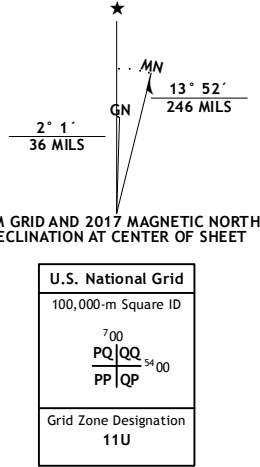 ★
MN
GN
13° 52´
246 MILS
2° 1´
36 MILS
M GRID AND 2017 MAGNETIC NORTH
ECLINATION AT CENTER OF SHEET
U.S. National Grid
100,000-m Square ID
700
PQ QQ
5400
PP QP
Grid Zone Designation
11U